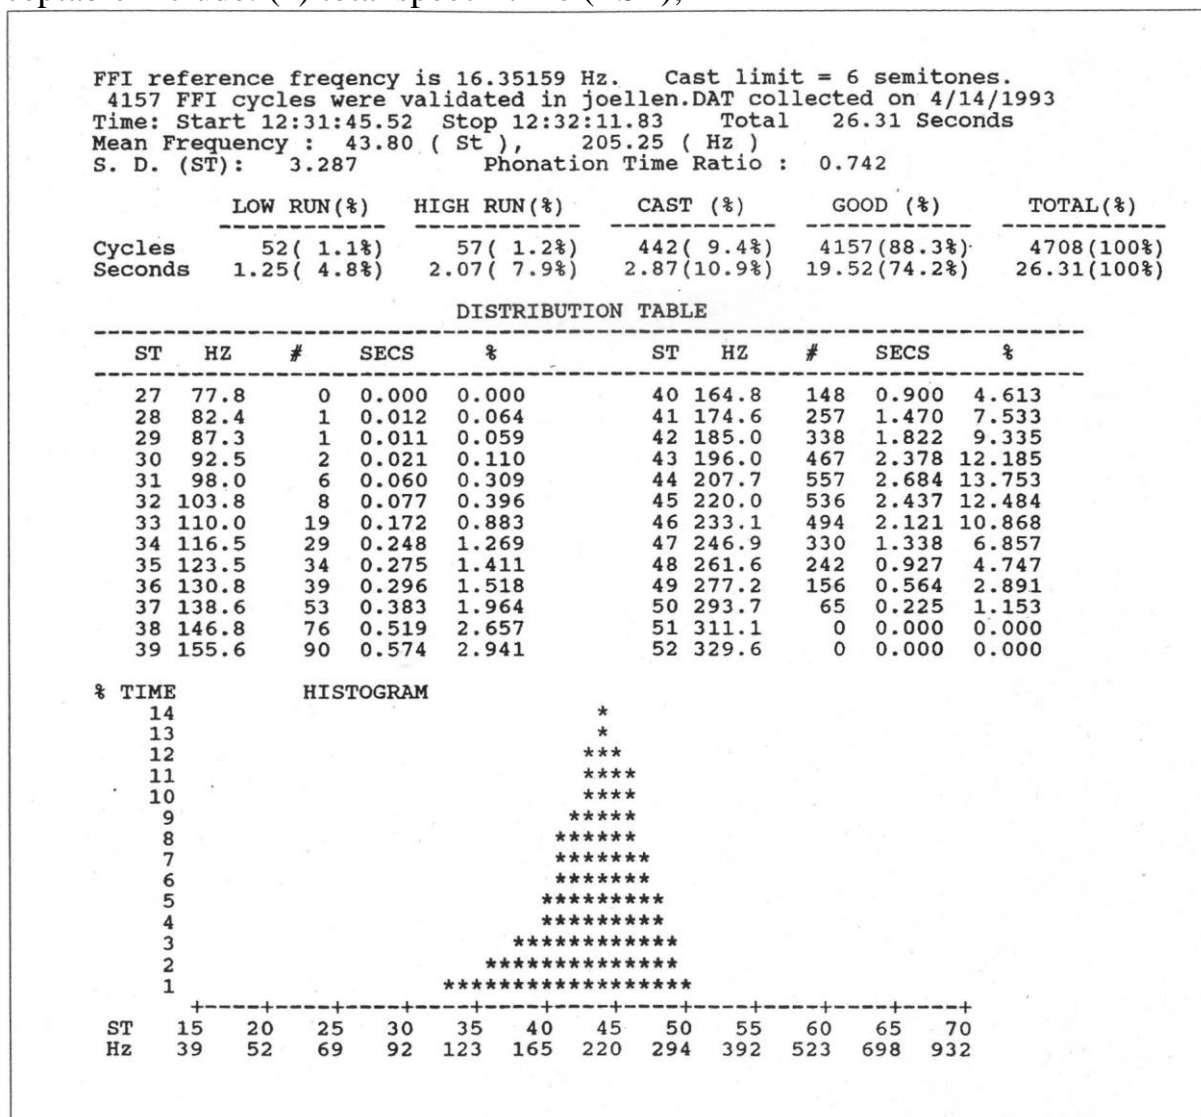 FFI reference freqency is 16.35159 Hz. Cast limit = 6 semitones.
4157 FFI cycles were validated in joellen.DAT collected on 4/14/1993
Time: Start 12:31:45.52 Stop 12:32:11.83 Total 26.31 Seconds
Mean Frequency : 43.80 ( St ), 205.25 ( Hz )
S. D. (ST): 3.287 Phonation Time Ratio : 0.742
LOW RUN(%) HIGH RUN(%) CAST (%) GOOD (%) TOTAL(%)
Cycles 52( 1.1%) 57( 1.2%) 442( 9.4%) 4157(88.3%) 4708(100%)
Seconds 1.25( 4.8%) 2.07( 7.9%) 2.87(10.9%) 19.52(74.2%) 26.31(100%)
DISTRIBUTION TABLE
ST HZ # SECS % ST HZ # SECS %
27 77.8 0 0.000 0.000 40 164.8 148 0.900 4.613
28 82.4 1 0.012 0.064 41 174.6 257 1.470 7.533
29 87.3 1 0.011 0.059 42 185.0 338 1.822 9.335
30 92.5 2 0.021 0.110 43 196.0 467 2.378 12.185
31 98.0 6 0.060 0.309 44 207.7 557 2.684 13.753
32 103.8 8 0.077 0.396 45 220.0 536 2.437 12.484
33 110.0 19 0.172 0.883 46 233.1 494 2.121 10.868
34 116.5 29 0.248 1.269 47 246.9 330 1.338 6.857
35 123.5 34 0.275 1.411 48 261.6 242 0.927 4.747
36 130.8 39 0.296 1.518 49 277.2 156 0.564 2.891
37 138.6 53 0.383 1.964 50 293.7 65 0.225 1.153
38 146.8 76 0.519 2.657 51 311.1 0 0.000 0.000
39 155.6 90 0.574 2.941 52 329.6 0 0.000 0.000
% TIME HISTOGRAM
14 *
13 *
12 ***
11 ****
10 ****
9 *****
8 ******
7 *******
6 *******
5 *********
4 *********
3 ************
2 **************
1 ******************
ST 15 20 25 30 35 40 45 50 55 60 65 70
Hz 39 52 69 92 123 165 220 294 392 523 698 932